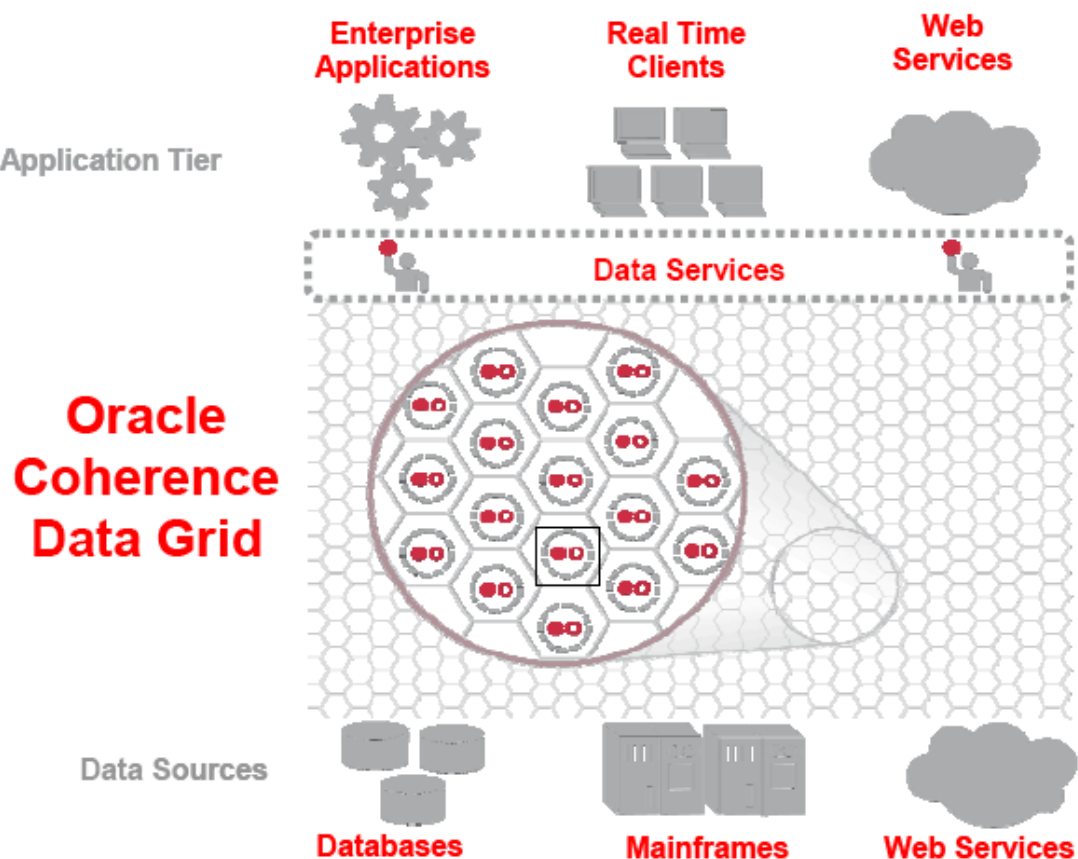 Enterprise
Applications
Real Time
Clients
Web
Services
Application Tier
Data Services
Oracle
Coherence
Data Grid
Data Sources
Databases
Mainframes
Web Services